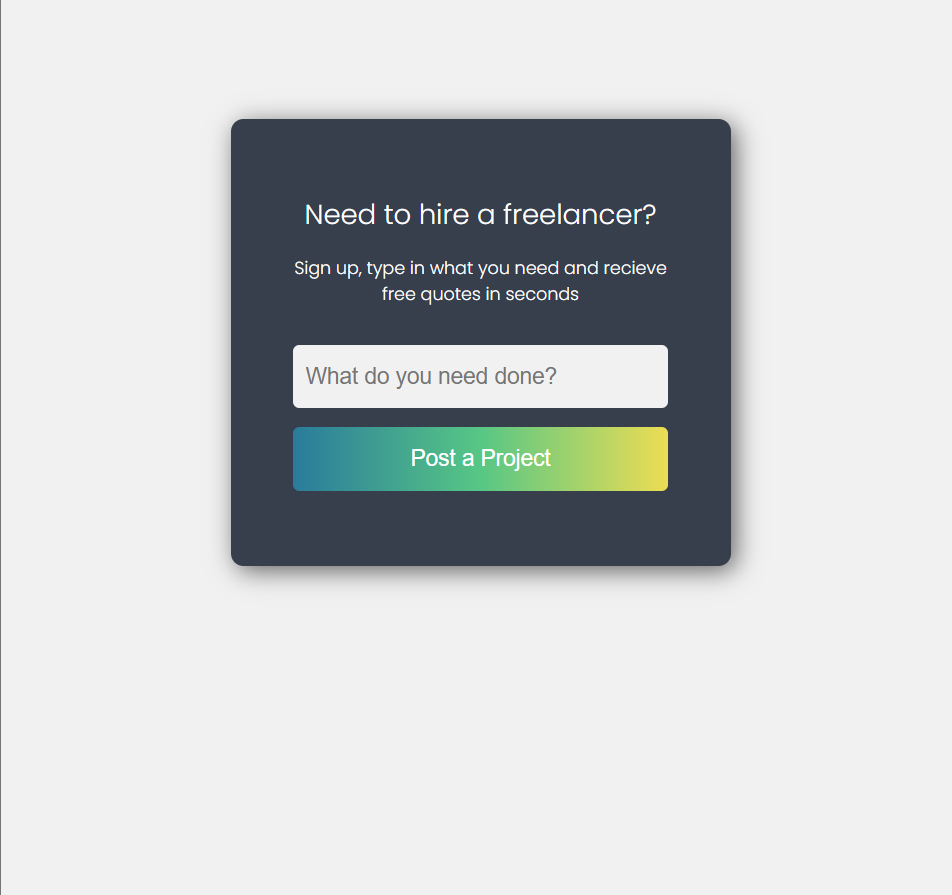 Need to hire a freelancer?
Sign up, type in what you need and recieve
free quotes in seconds
What do you need done?
Post a Project